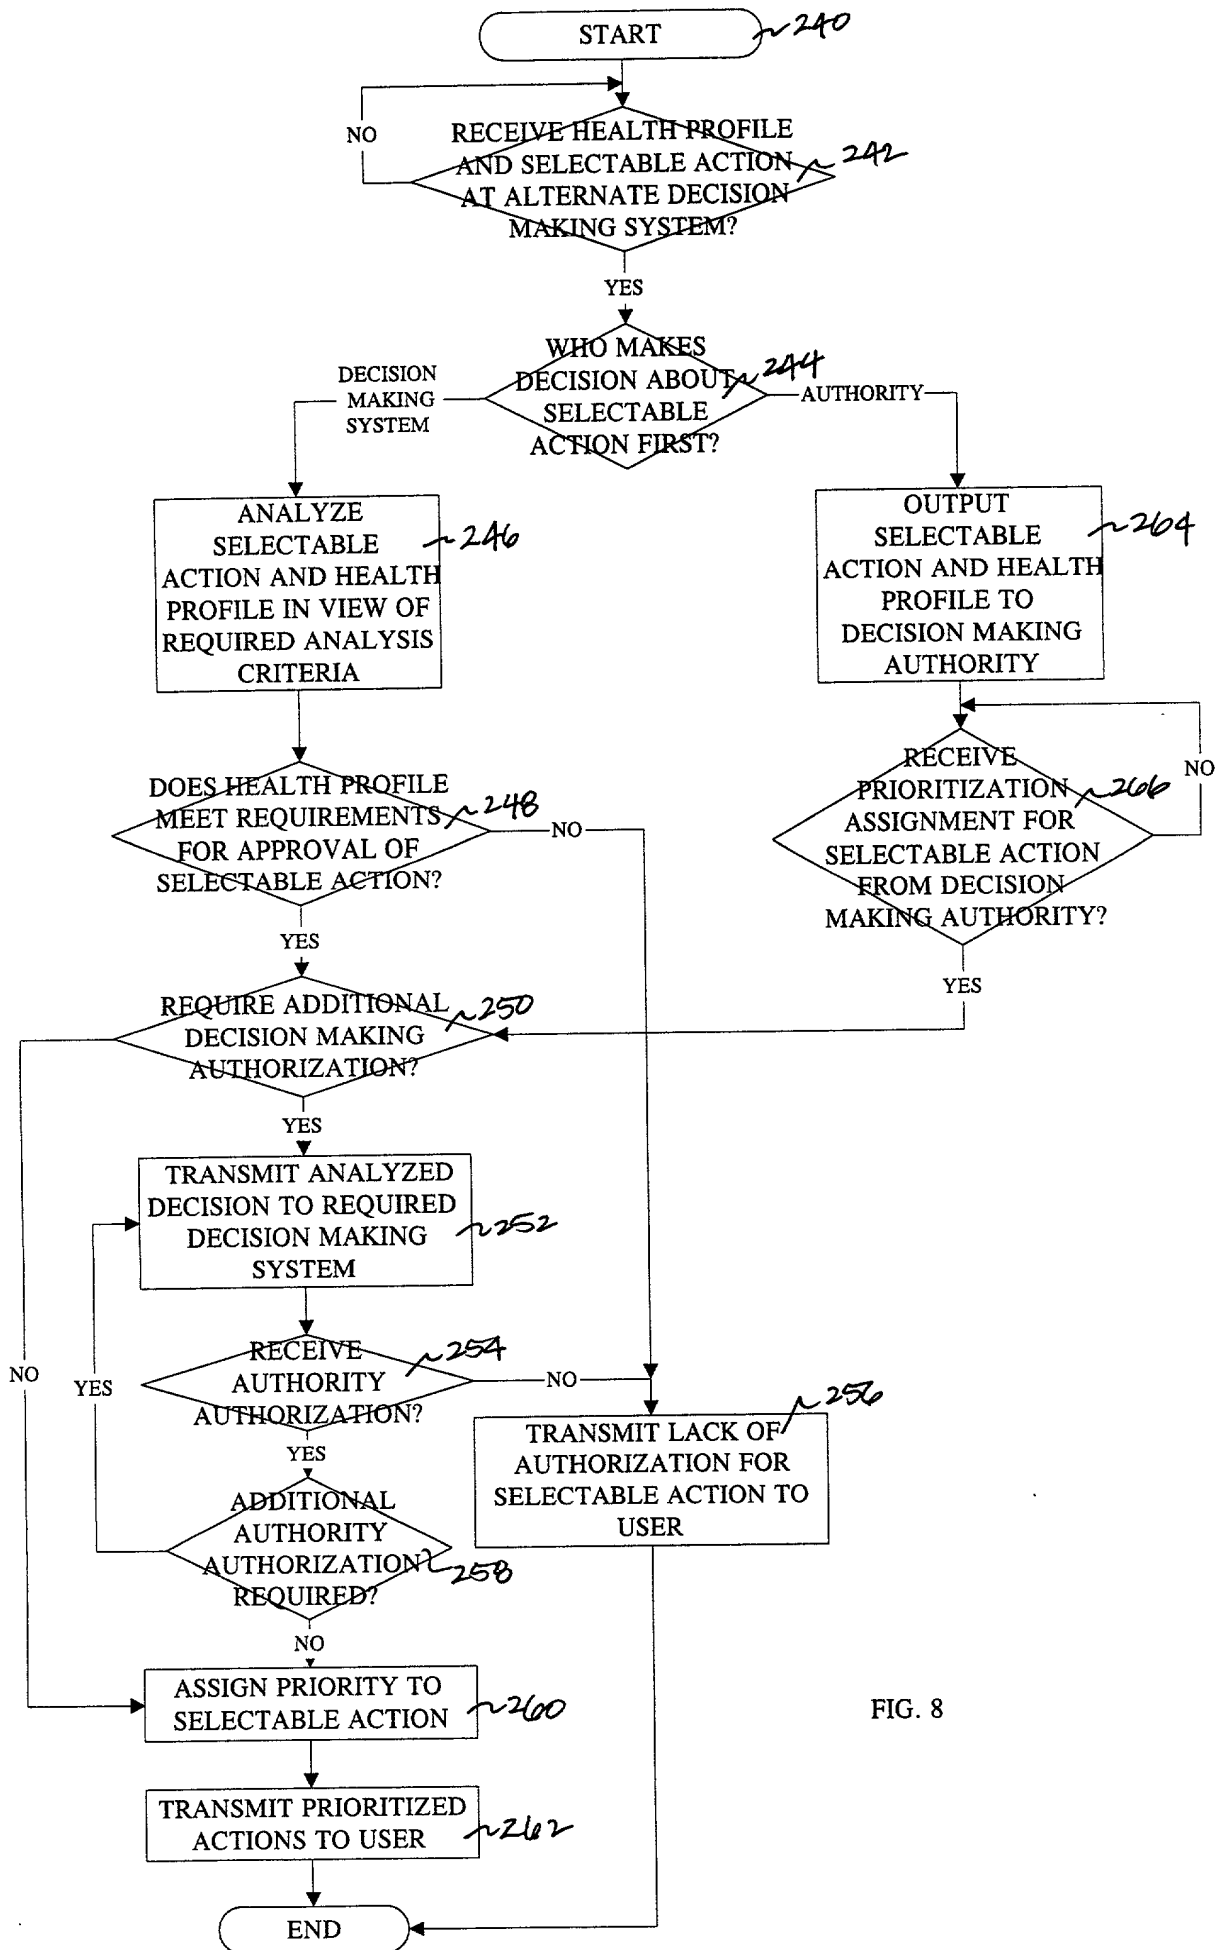 START
~240
NO
RECEIVE HEALTH PROFILE
AND SELECTABLE ACTION
AT ALTERNATE DECISION
MAKING SYSTEM?
~242
YES
WHO MAKES
DECISION ABOUT
SELECTABLE
ACTION FIRST?
~244
DECISION
MAKING
SYSTEM
AUTHORITY
ANALYZE
SELECTABLE
ACTION AND HEALTH
PROFILE IN VIEW OF
REQUIRED ANALYSIS
CRITERIA
~246
OUTPUT
SELECTABLE
ACTION AND HEALTH
PROFILE TO
DECISION MAKING
AUTHORITY
~264
DOES HEALTH PROFILE
MEET REQUIREMENTS
FOR APPROVAL OF
SELECTABLE ACTION?
~248
NO
RECEIVE
PRIORITIZATION
ASSIGNMENT FOR
SELECTABLE ACTION
FROM DECISION
MAKING AUTHORITY?
~266
NO
YES
YES
REQUIRE ADDITIONAL
DECISION MAKING
AUTHORIZATION?
~250
YES
TRANSMIT ANALYZED
DECISION TO REQUIRED
DECISION MAKING
SYSTEM
~252
NO
YES
RECEIVE
AUTHORITY
AUTHORIZATION?
~254
NO
YES
TRANSMIT LACK OF
AUTHORIZATION FOR
SELECTABLE ACTION TO
USER
~256
ADDITIONAL
AUTHORITY
AUTHORIZATION
REQUIRED?
~258
NO
ASSIGN PRIORITY TO
SELECTABLE ACTION
~260
FIG. 8
TRANSMIT PRIORITIZED
ACTIONS TO USER
~262
END